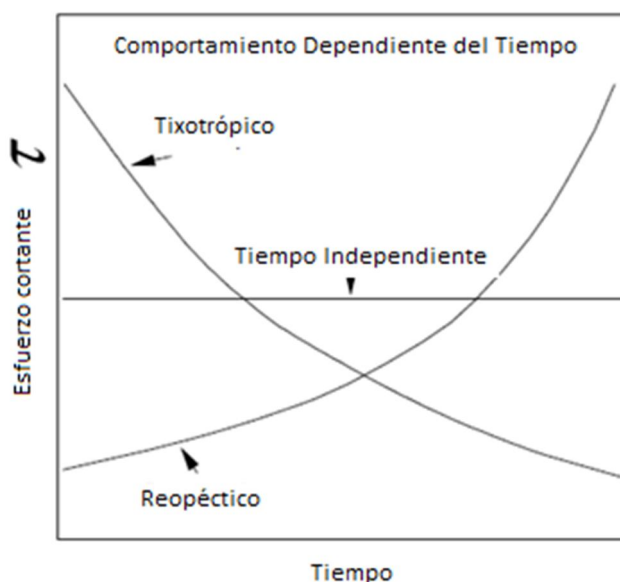 Comportamiento Dependiente del Tiempo
Tixotrópico
τ
Esfuerzo cortante
Tiempo Independiente
Reopéctico
Tiempo